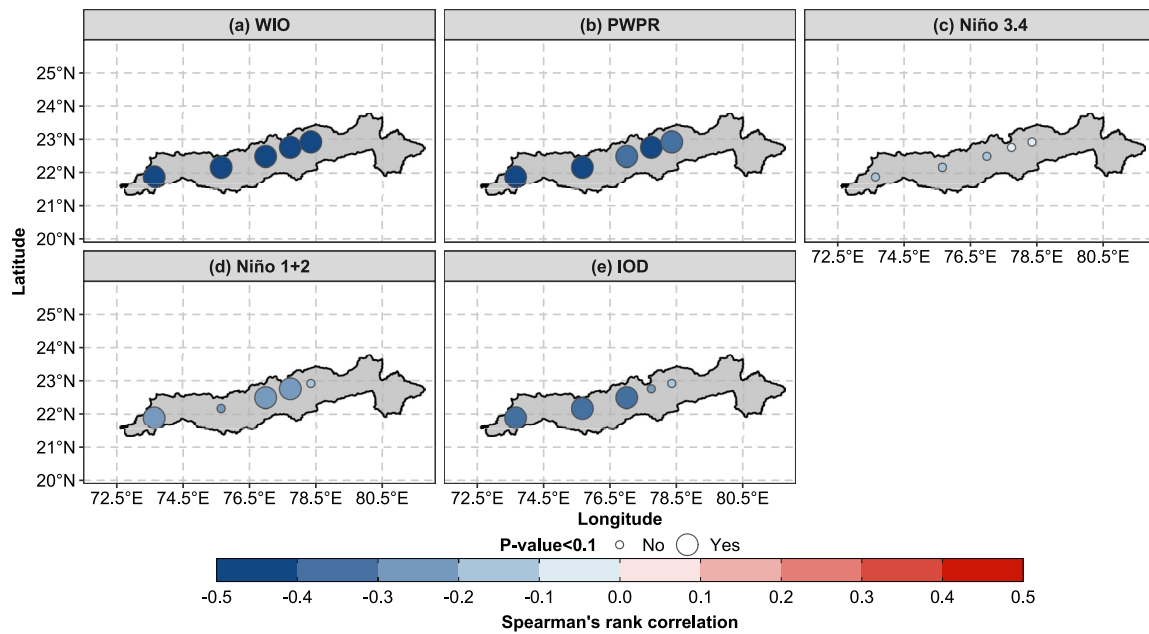 (a) WIO
(b) PWPR
(c) Niño 3.4
25°N
24°N
23°N
22°N
21°N
20°N
72.5°E 74.5°E 76.5°E 78.5°E 80.5°E
(d) Niño 1+2
(e) IOD
25°N
24°N
23°N
22°N
21°N
20°N
72.5°E 74.5°E 76.5°E 78.5°E 80.5°E
72.5°E 74.5°E 76.5°E 78.5°E 80.5°E
Latitude
Longitude
P-value<0.1 No Yes
-0.5 -0.4 -0.3 -0.2 -0.1 0.0 0.1 0.2 0.3 0.4 0.5
Spearman's rank correlation